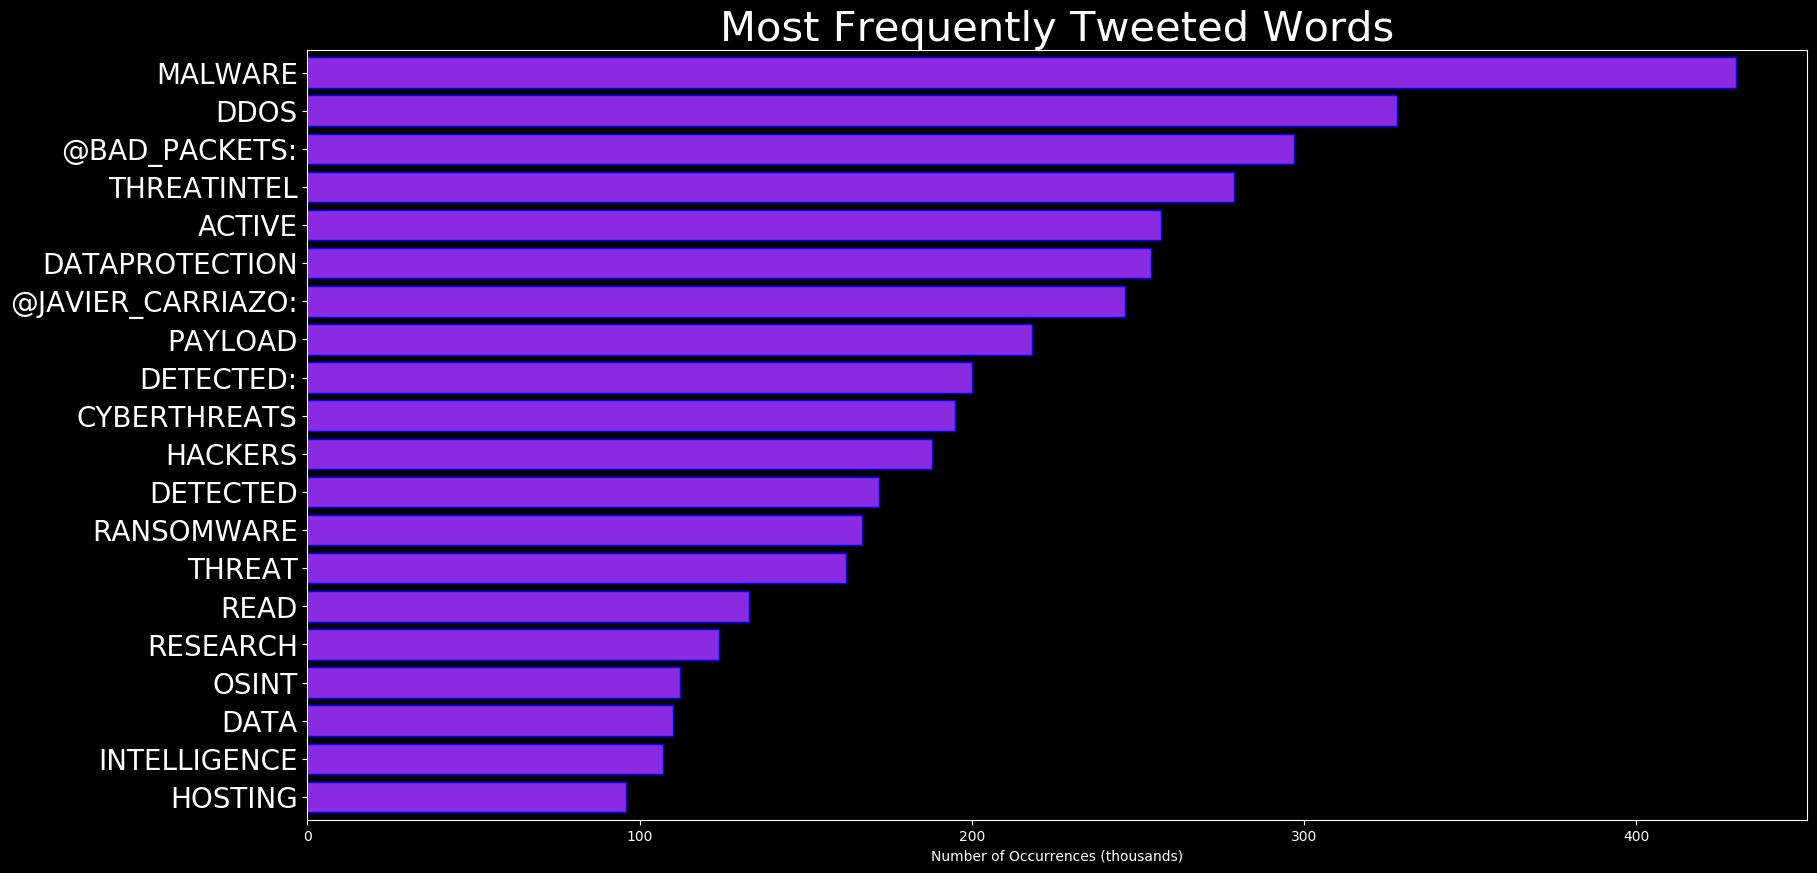 Most Frequently Tweeted Words
MALWARE
DDOS
@BAD_PACKETS:
THREATINTEL
ACTIVE
DATAPROTECTION
@JAVIER_CARRIAZO:
PAYLOAD
DETECTED:
CYBERTHREATS
HACKERS
DETECTED
RANSOMWARE
THREAT
READ
RESEARCH
OSINT
DATA
INTELLIGENCE
HOSTING
0 100 200 300 400
Number of Occurrences (thousands)